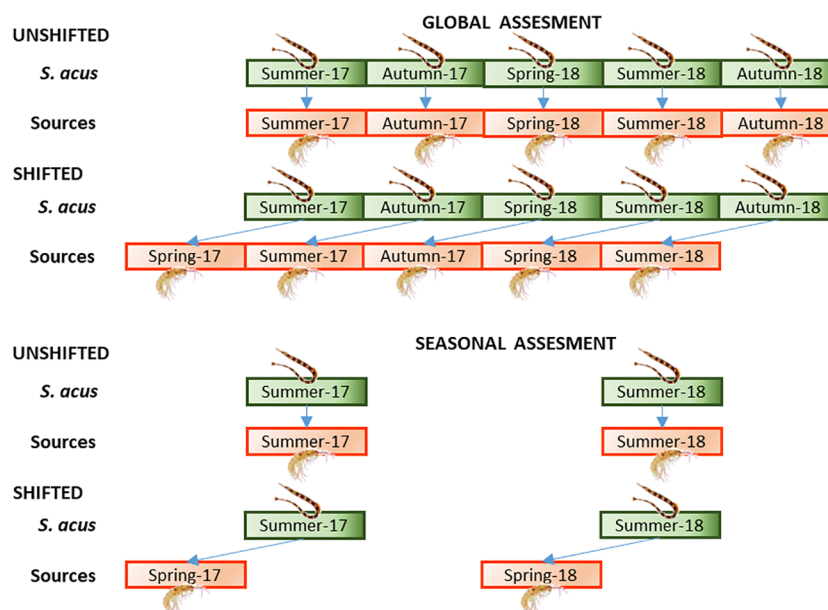 GLOBAL ASSESMENT
UNSHIFTED
S. acus Summer-17 Autumn-17 Spring-18 Summer-18 Autumn-18
Sources Summer-17 Autumn-17 Spring-18 Summer-18 Autumn-18
SHIFTED
S. acus Summer-17 Autumn-17 Spring-18 Summer-18 Autumn-18
Sources Spring-17 Summer-17 Autumn-17 Spring-18 Summer-18
SEASONAL ASSESMENT
UNSHIFTED
S. acus Summer-17 Summer-18
Sources Summer-17 Summer-18
SHIFTED
S. acus Summer-17 Summer-18
Sources Spring-17 Spring-18